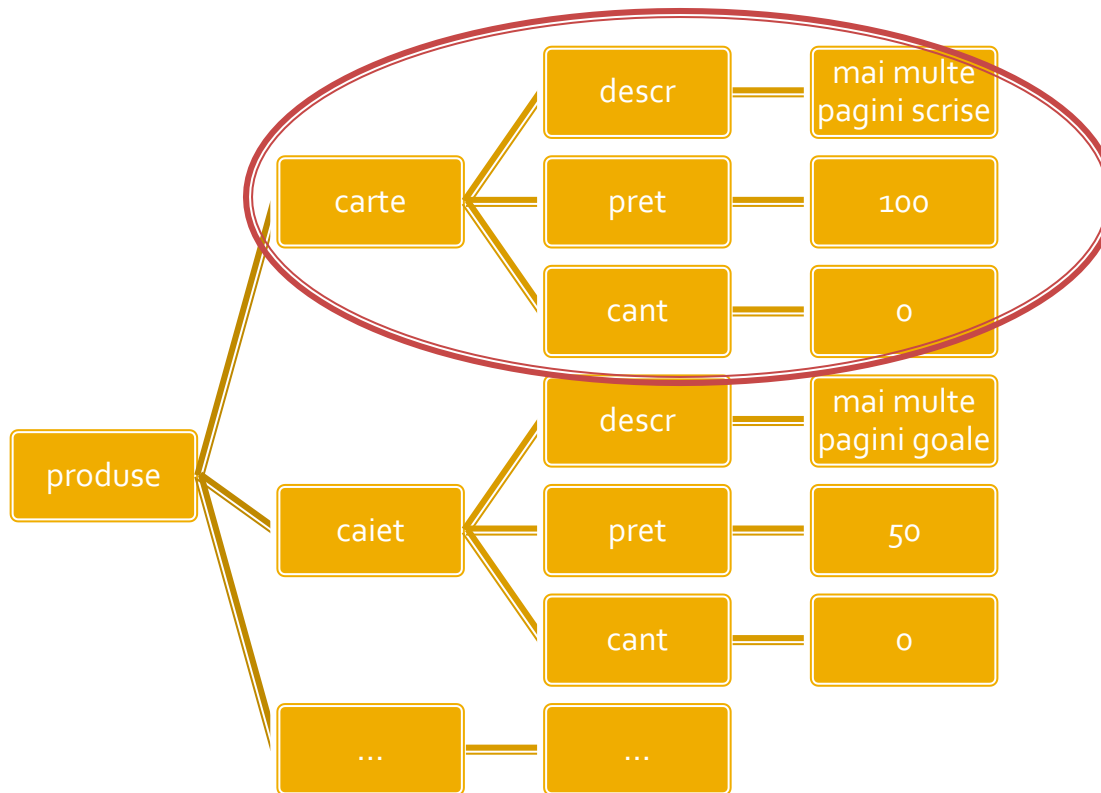 produse
carte
descr
mai multe
pagini scrise
pret
100
cant
0
caiet
descr
mai multe
pagini goale
pret
50
cant
0
...
...